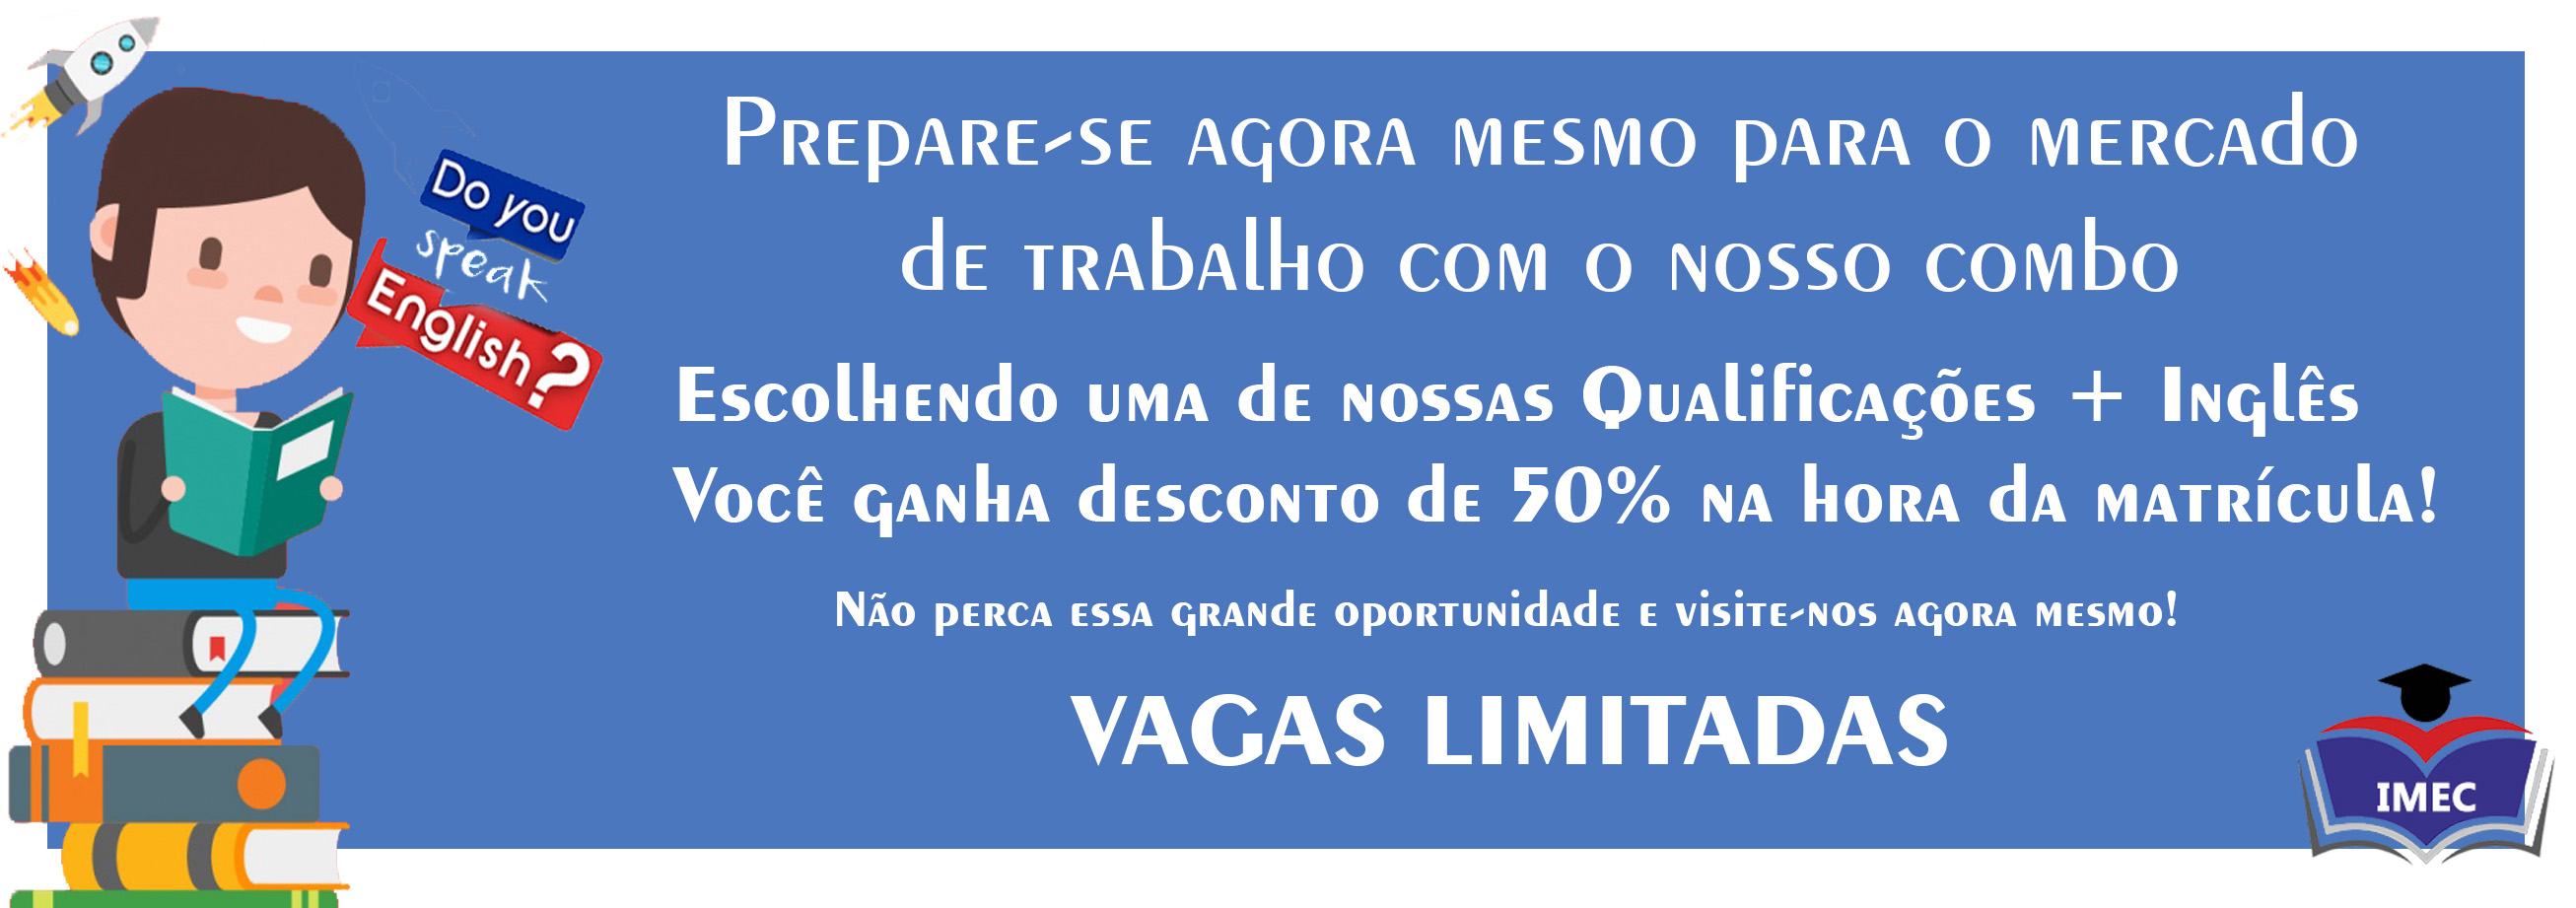 Do you
speak
English?
Prepare-se agora mesmo para o mercado
de trabalho com o nosso combo
Escolhendo uma de nossas Qualificações + Inglês
Você ganha desconto de 50% na hora da matrícula!
Não perca essa grande oportunidade e visite-nos agora mesmo!
VAGAS LIMITADAS
IMEC